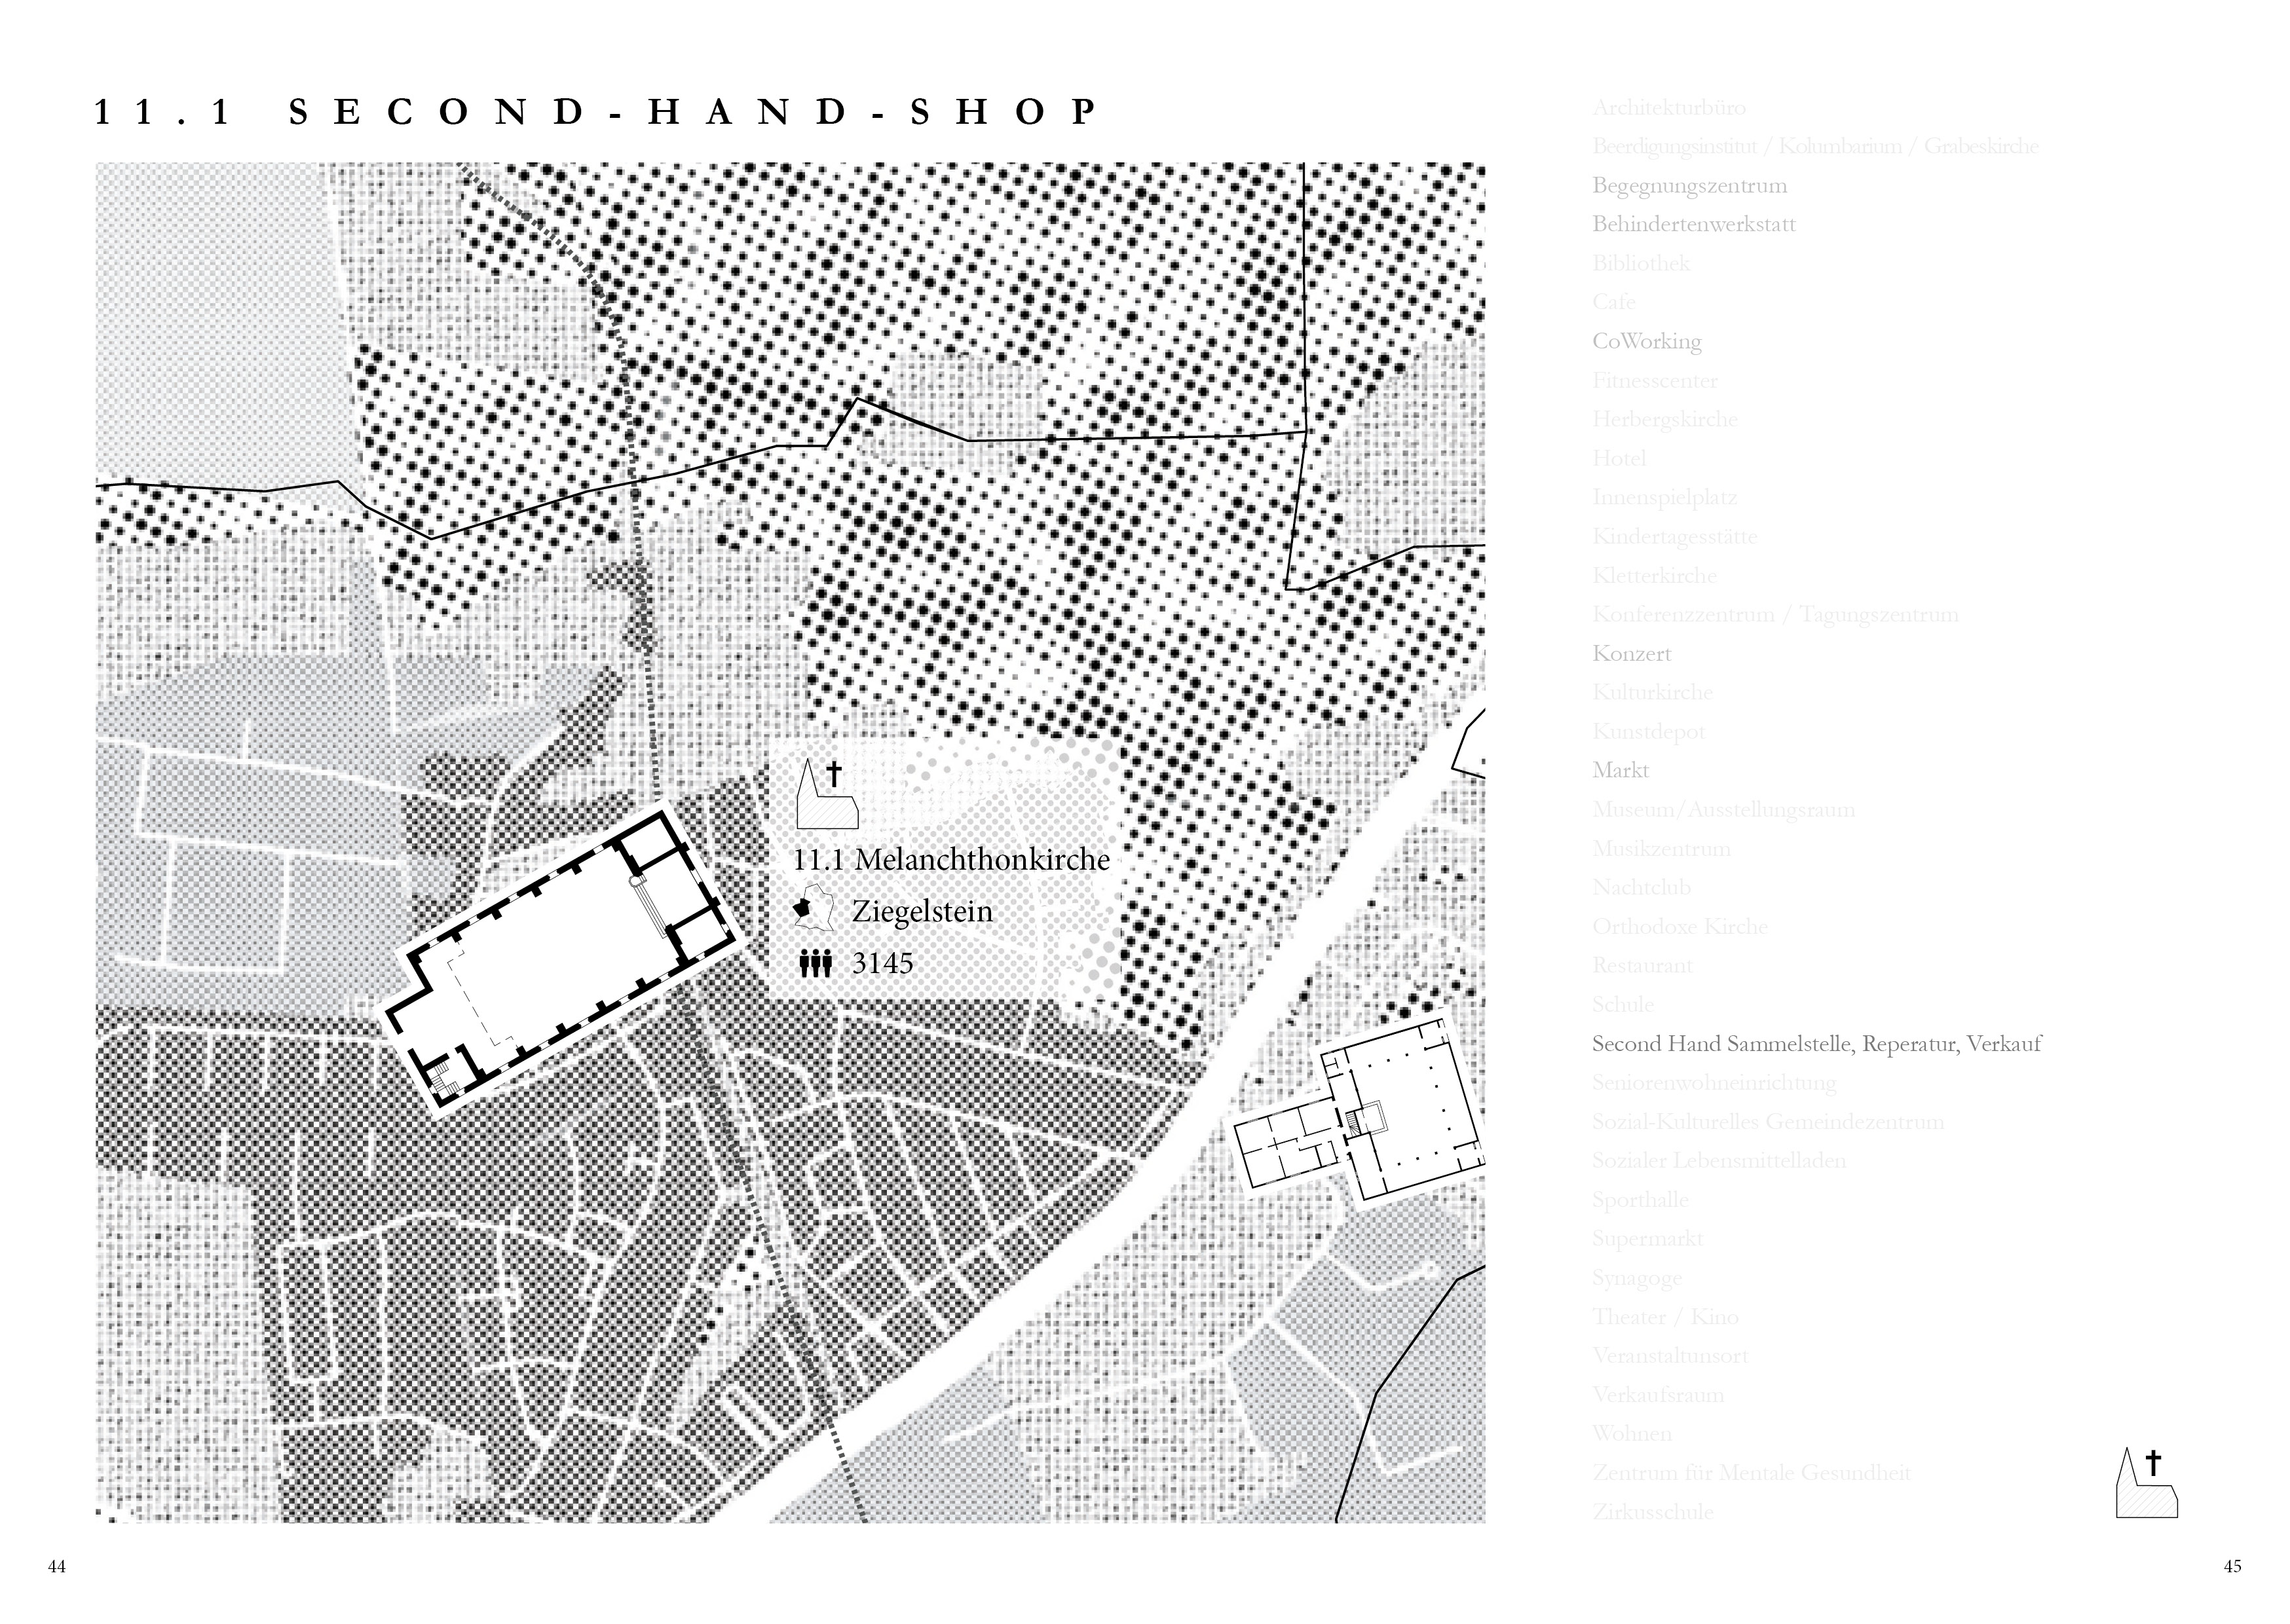 11.1 SECOND-HAND-SHOP
11.1 Melanchthonkirche
Ziegelstein
3145
44
Architekturbüro
Beerdigungsinstitut / Kolumbarium / Grabeskirche
Begegnungszentrum
Behindertenwerkstatt
Bibliothek
Cafe
CoWorking
Fitnesscenter
Herbergskirche
Hotel
Innenspielplatz
Kindertagesstätte
Kletterkirche
Konferenzzentrum / Tagungszentrum
Konzert
Kulturkirche
Kunstdepot
Markt
Museum/Ausstellungsraum
Musikzentrum
Nachtclub
Orthodoxe Kirche
Restaurant
Schule
Second Hand Sammelstelle, Reperatur, Verkauf
Seniorenwohneinrichtung
Sozial-Kulturelles Gemeindezentrum
Sozialer Lebensmittelladen
Sporthalle
Supermarkt
Synagoge
Theater / Kino
Veranstaltunsort
Verkaufsraum
Wohnen
Zentrum für Mentale Gesundheit
Zirkusschule
45